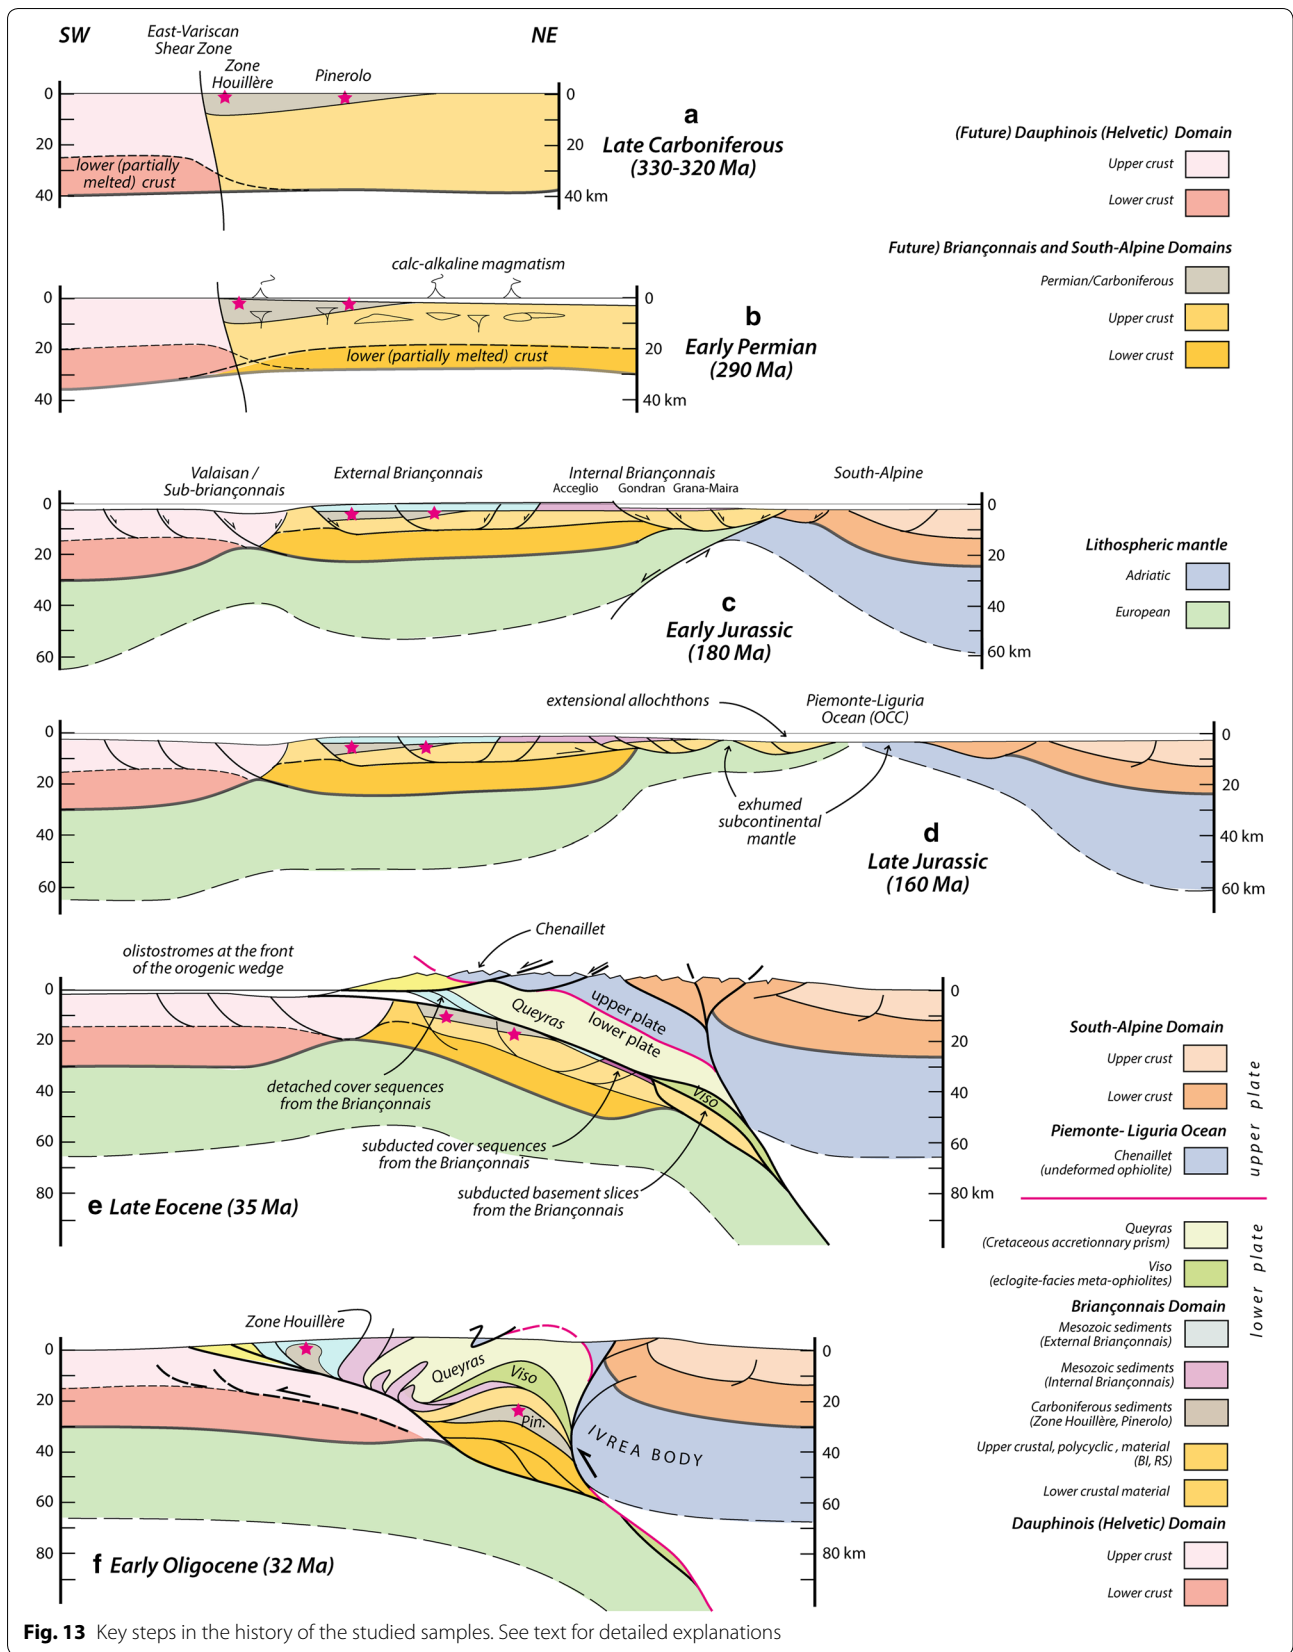 SW
East-Variscan
Shear Zone
NE
Zone
Houillère
Pinerolo
0
20
40
0
20
40 km
lower (partially
melted) crust
a
Late Carboniferous
(330-320 Ma)
(Future) Dauphinois (Helvetic) Domain
Upper crust
Lower crust
Future) Briançonnais and South-Alpine Domains
Permian/Carboniferous
Upper crust
Lower crust
calc-alkaline magmatism
0
20
40
0
20
40 km
lower (partially melted) crust
b
Early Permian
(290 Ma)
Valaisan /
Sub-briançonnais
External Briançonnais
Internal Briançonnais
Acceglio
Gondran
Grana-Maira
South-Alpine
0
20
40
60
0
20
40
60 km
c
Early Jurassic
(180 Ma)
Lithospheric mantle
Adriatic
European
extensional allochthons
Piemonte-Liguria
Ocean (OCC)
0
20
40
60
0
20
40 km
60 km
exhumed
subcontinental
mantle
d
Late Jurassic
(160 Ma)
olistostromes at the front
of the orogenic wedge
Chenaillet
0
20
40
60
80
0
20
40
60
80 km
Queyras
upper plate
lower plate
Viso
detached cover sequences
from the Briançonnais
subducted cover sequences
from the Briançonnais
subducted basement slices
from the Briançonnais
e Late Eocene (35 Ma)
South-Alpine Domain
Upper crust
Lower crust
Piemonte- Liguria Ocean
Chenaillet
(undeformed ophiolite)
upper plate
Queyras
(Cretaceous accretionnary prism)
Viso
(eclogite-facies meta-ophiolites)
lower plate
Briançonnais Domain
Mesozoic sediments
(External Briançonnais)
Mesozoic sediments
(Internal Briançonnais)
Carboniferous sediments
(Zone Houillère, Pinerolo)
Upper crustal, polycyclic , material
(BI, RS)
Lower crustal material
Dauphinois (Helvetic) Domain
Upper crust
Lower crust
Zone Houillère
0
20
40
60
80
0
20
40
60
80 km
Queyras
Viso
Pin.
IVREA BODY
f Early Oligocene (32 Ma)
Fig. 13 Key steps in the history of the studied samples. See text for detailed explanations